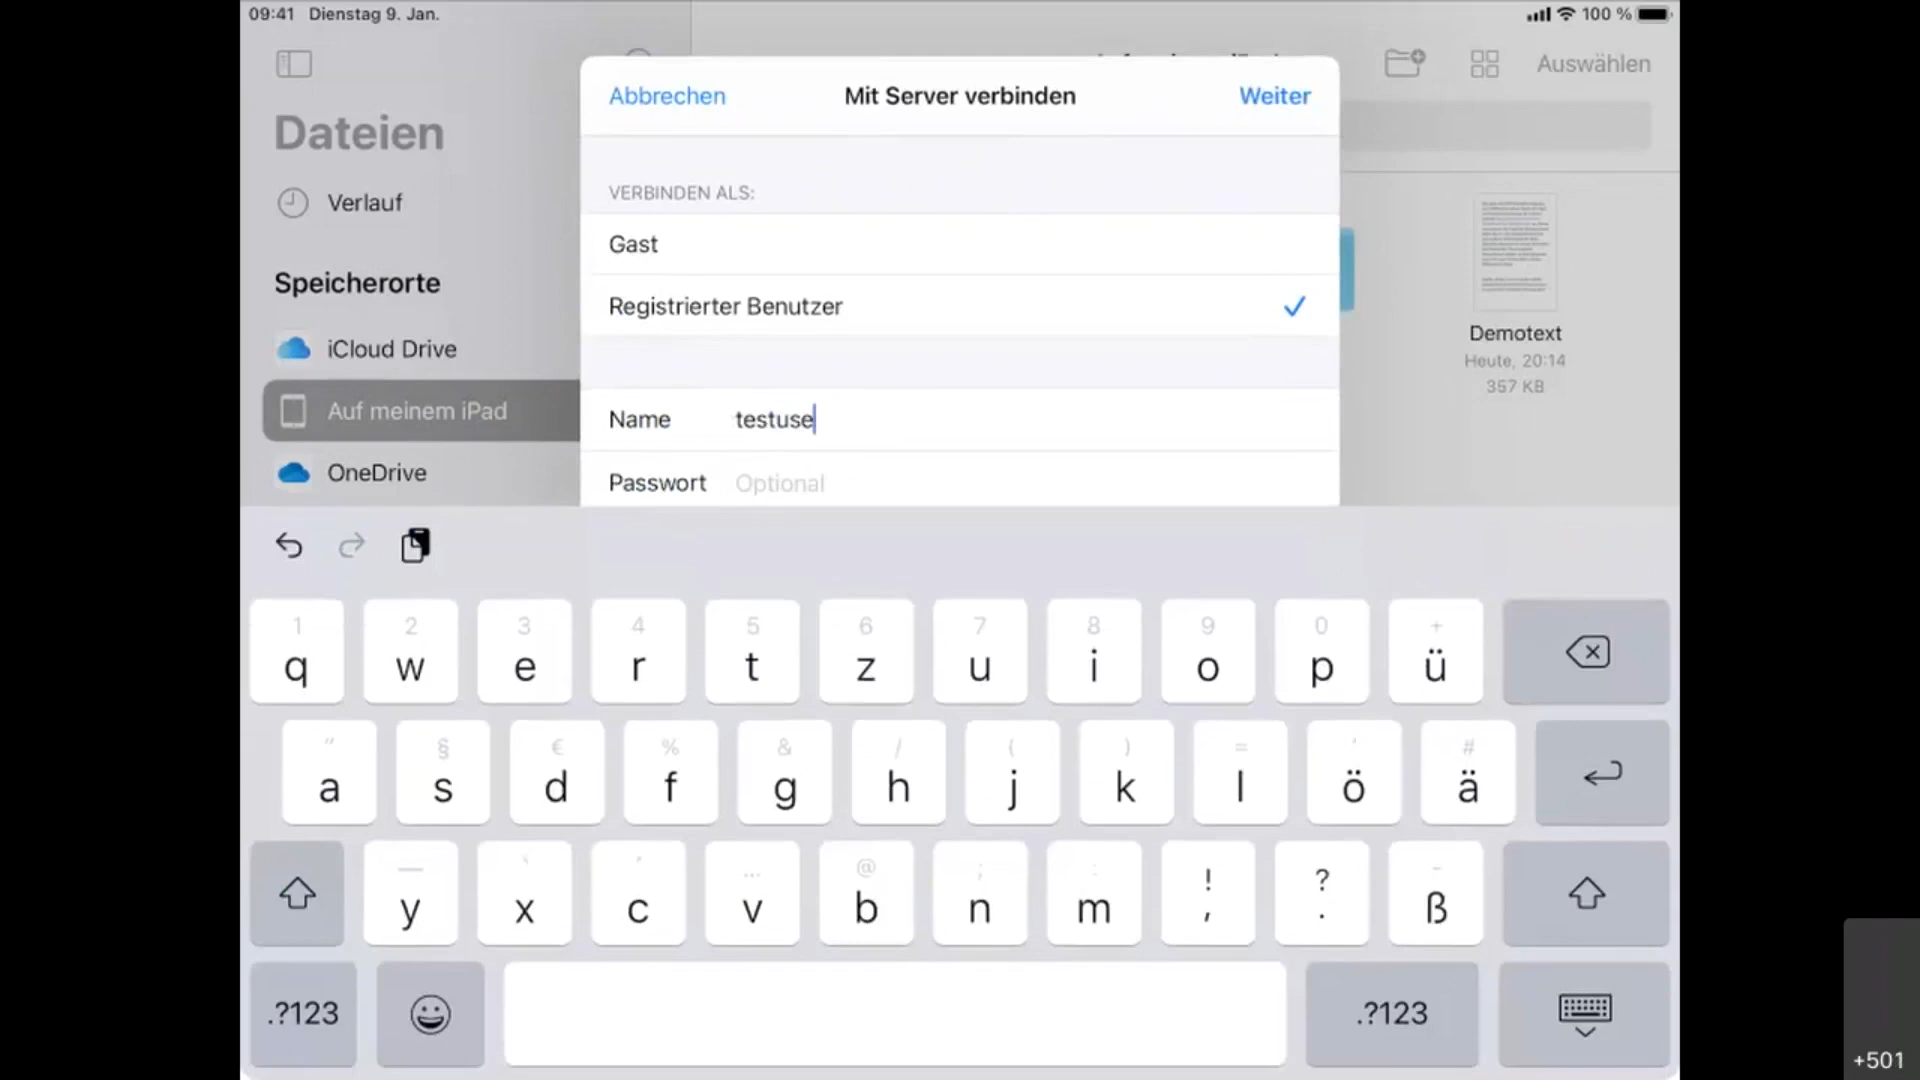 09:41 Dienstag 9. Jan.
100 %
Auswählen
Abbrechen
Mit Server verbinden
Weiter
Dateien
Verlauf
VERBINDEN ALS:
Gast
Speicherorte
Registrierter Benutzer
iCloud Drive
Demotext
Heute, 20:14
357 KB
Auf meinem iPad
Name testuse
OneDrive
Passwort Optional
1 2 3 4 5 6 7 8 9 0 +
q w e r t z u i o p ü
" § € % & / ( ) = ' #
a s d f g h j k l ö ä
— ` ' ... @ ; : ! ? -
y x c v b n m , . ß
.?123
.?123
+501